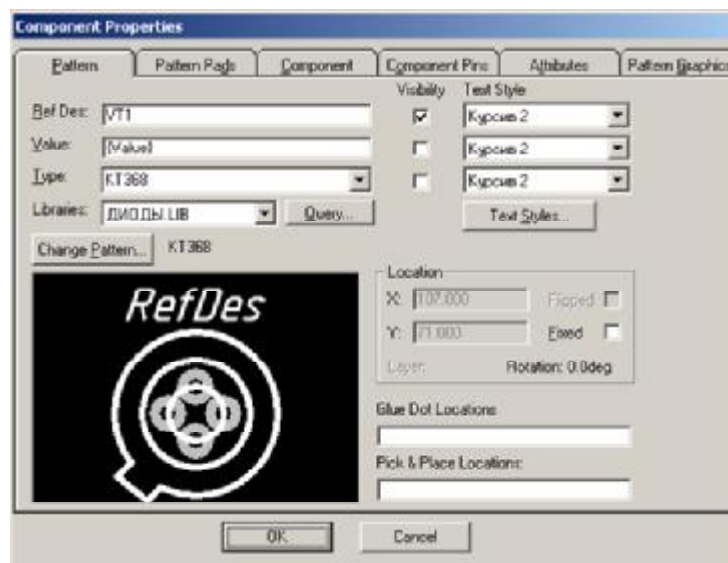 Component Properties
Pattern Pattern Pads Component Component Pins Attributes Pattern Graphics
Visibility Text Style
Ref Des: VT1 Курсив 2
Value: {Value} Курсив 2
Type: КТ368 Курсив 2
Libraries: ДИОДЫ.LIB Query... Text Styles...
Change Pattern... КТ368
RefDes
Location
X: 107.000 Flipped
Y: 71.000 Fixed
Layer: Rotation: 0.0deg
Glue Dot Locations
Pick & Place Locations:
OK Cancel